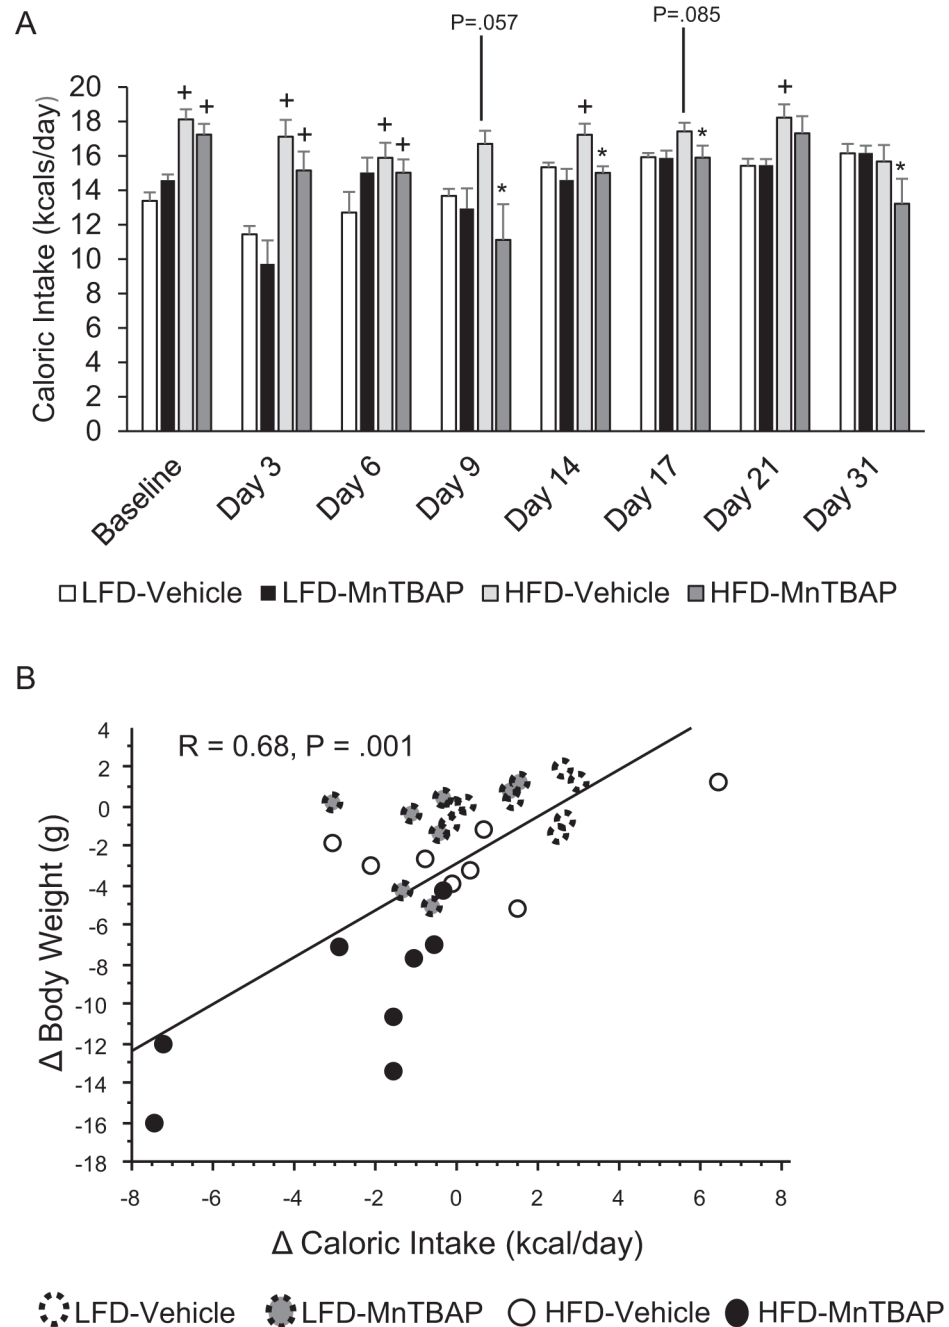 A
P=.057
P=.085
Caloric Intake (kcals/day)
20
18
16
14
12
10
8
6
4
2
0
+
+
+
+
+
+
*
+
*
*
+
*
Baseline
Day 3
Day 6
Day 9
Day 14
Day 17
Day 21
Day 31
LFD-Vehicle LFD-MnTBAP HFD-Vehicle HFD-MnTBAP
B
R = 0.68, P = .001
Δ Body Weight (g)
4
2
0
-2
-4
-6
-8
-10
-12
-14
-16
-18
-8 -6 -4 -2 0 2 4 6 8
Δ Caloric Intake (kcal/day)
LFD-Vehicle LFD-MnTBAP HFD-Vehicle HFD-MnTBAP